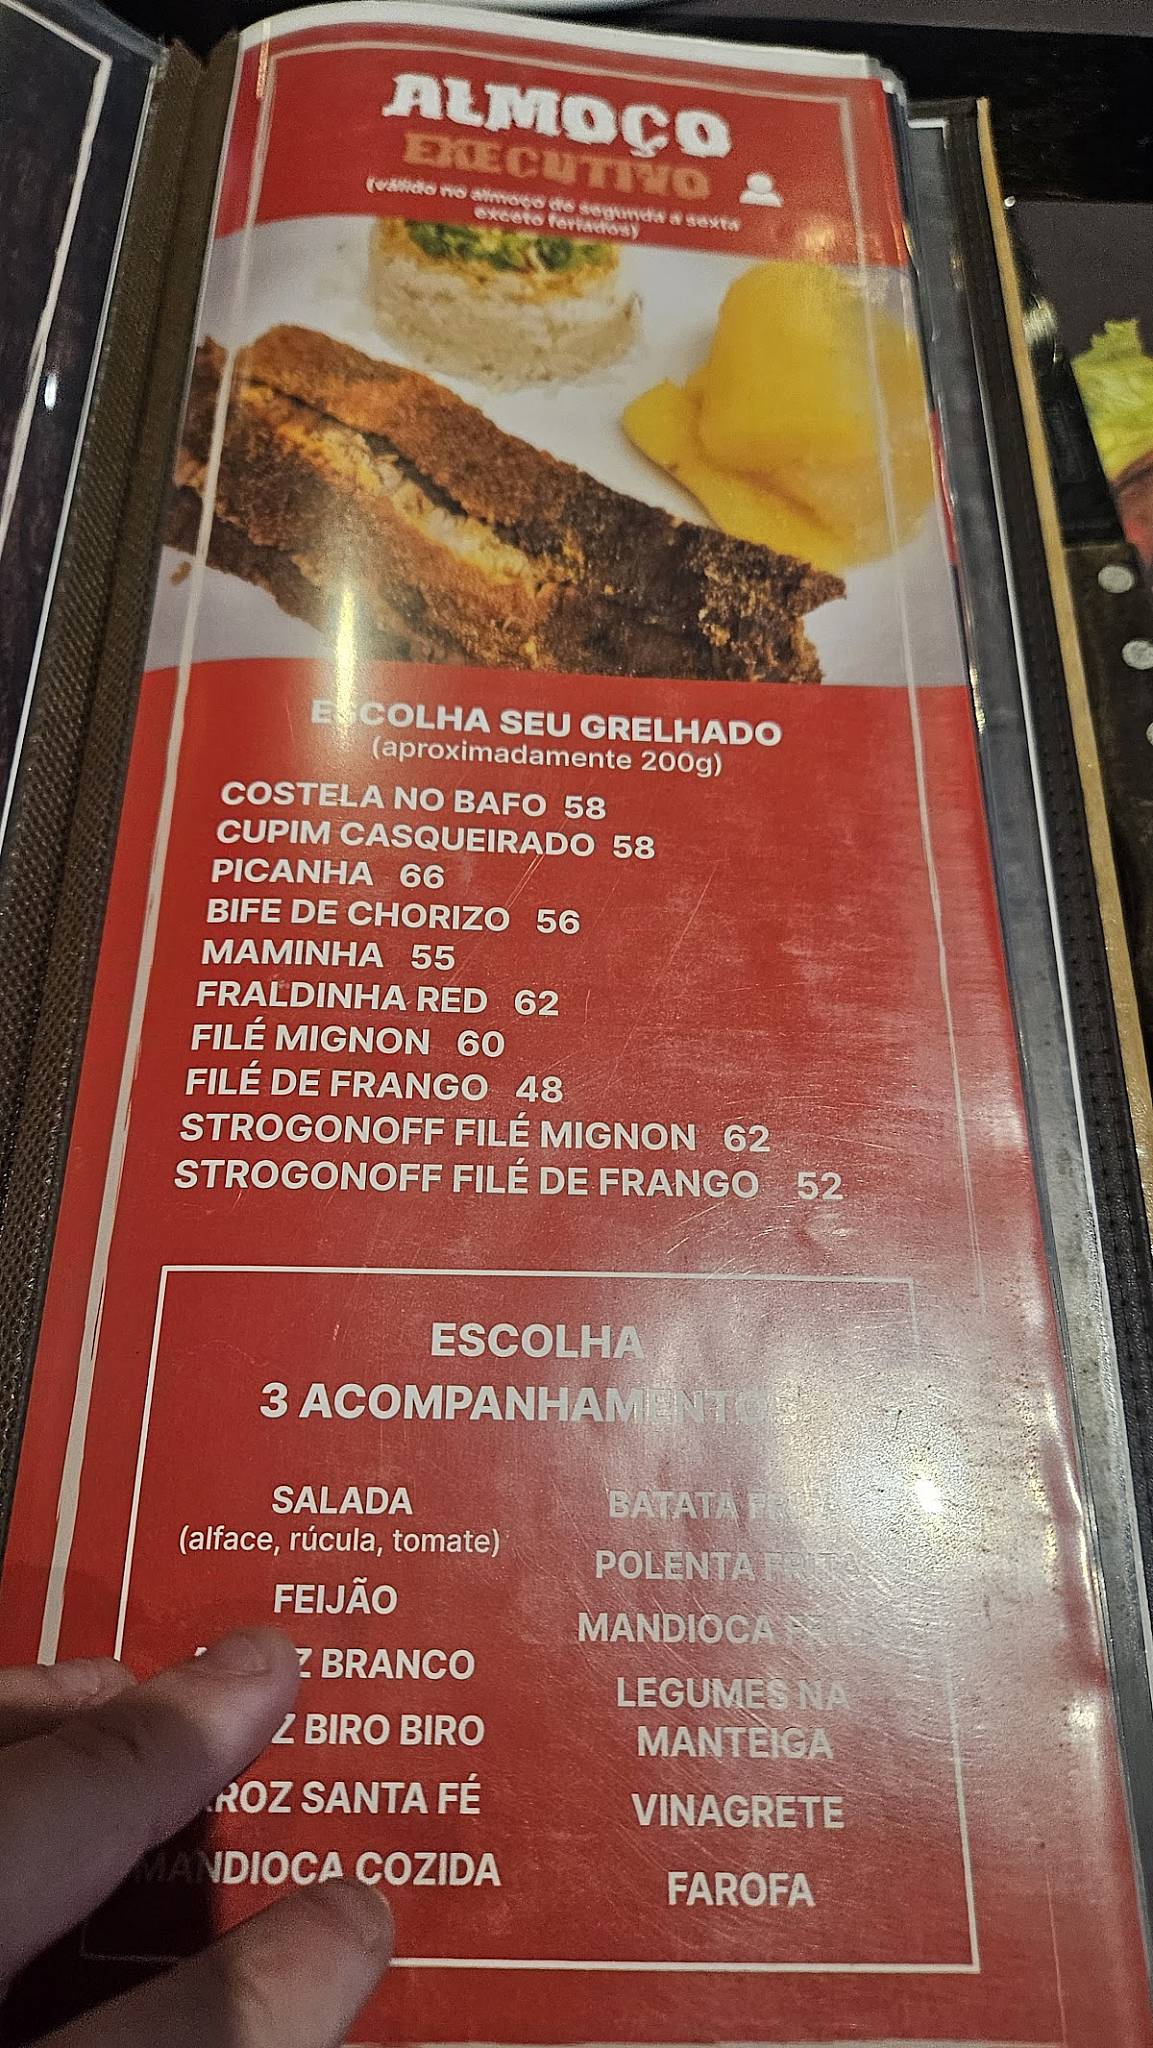 ALMOÇO
EXECUTIVO
(válido no almoço de segunda a sexta
exceto feriados)
ESCOLHA SEU GRELHADO
(aproximadamente 200g)
COSTELA NO BAFO 58
CUPIM CASQUEIRADO 58
PICANHA 66
BIFE DE CHORIZO 56
MAMINHA 55
FRALDINHA RED 62
FILÉ MIGNON 60
FILÉ DE FRANGO 48
STROGONOFF FILÉ MIGNON 62
STROGONOFF FILÉ DE FRANGO 52
ESCOLHA
3 ACOMPANHAMENTO
SALADA
(alface, rúcula, tomate)
FEIJÃO
BRANCO
BIRO BIRO
SANTA FÉ
MANDIOCA COZIDA
BATATA
POLENTA FRITA
MANDIOCA
LEGUMES NA
MANTEIGA
VINAGRETE
FAROFA